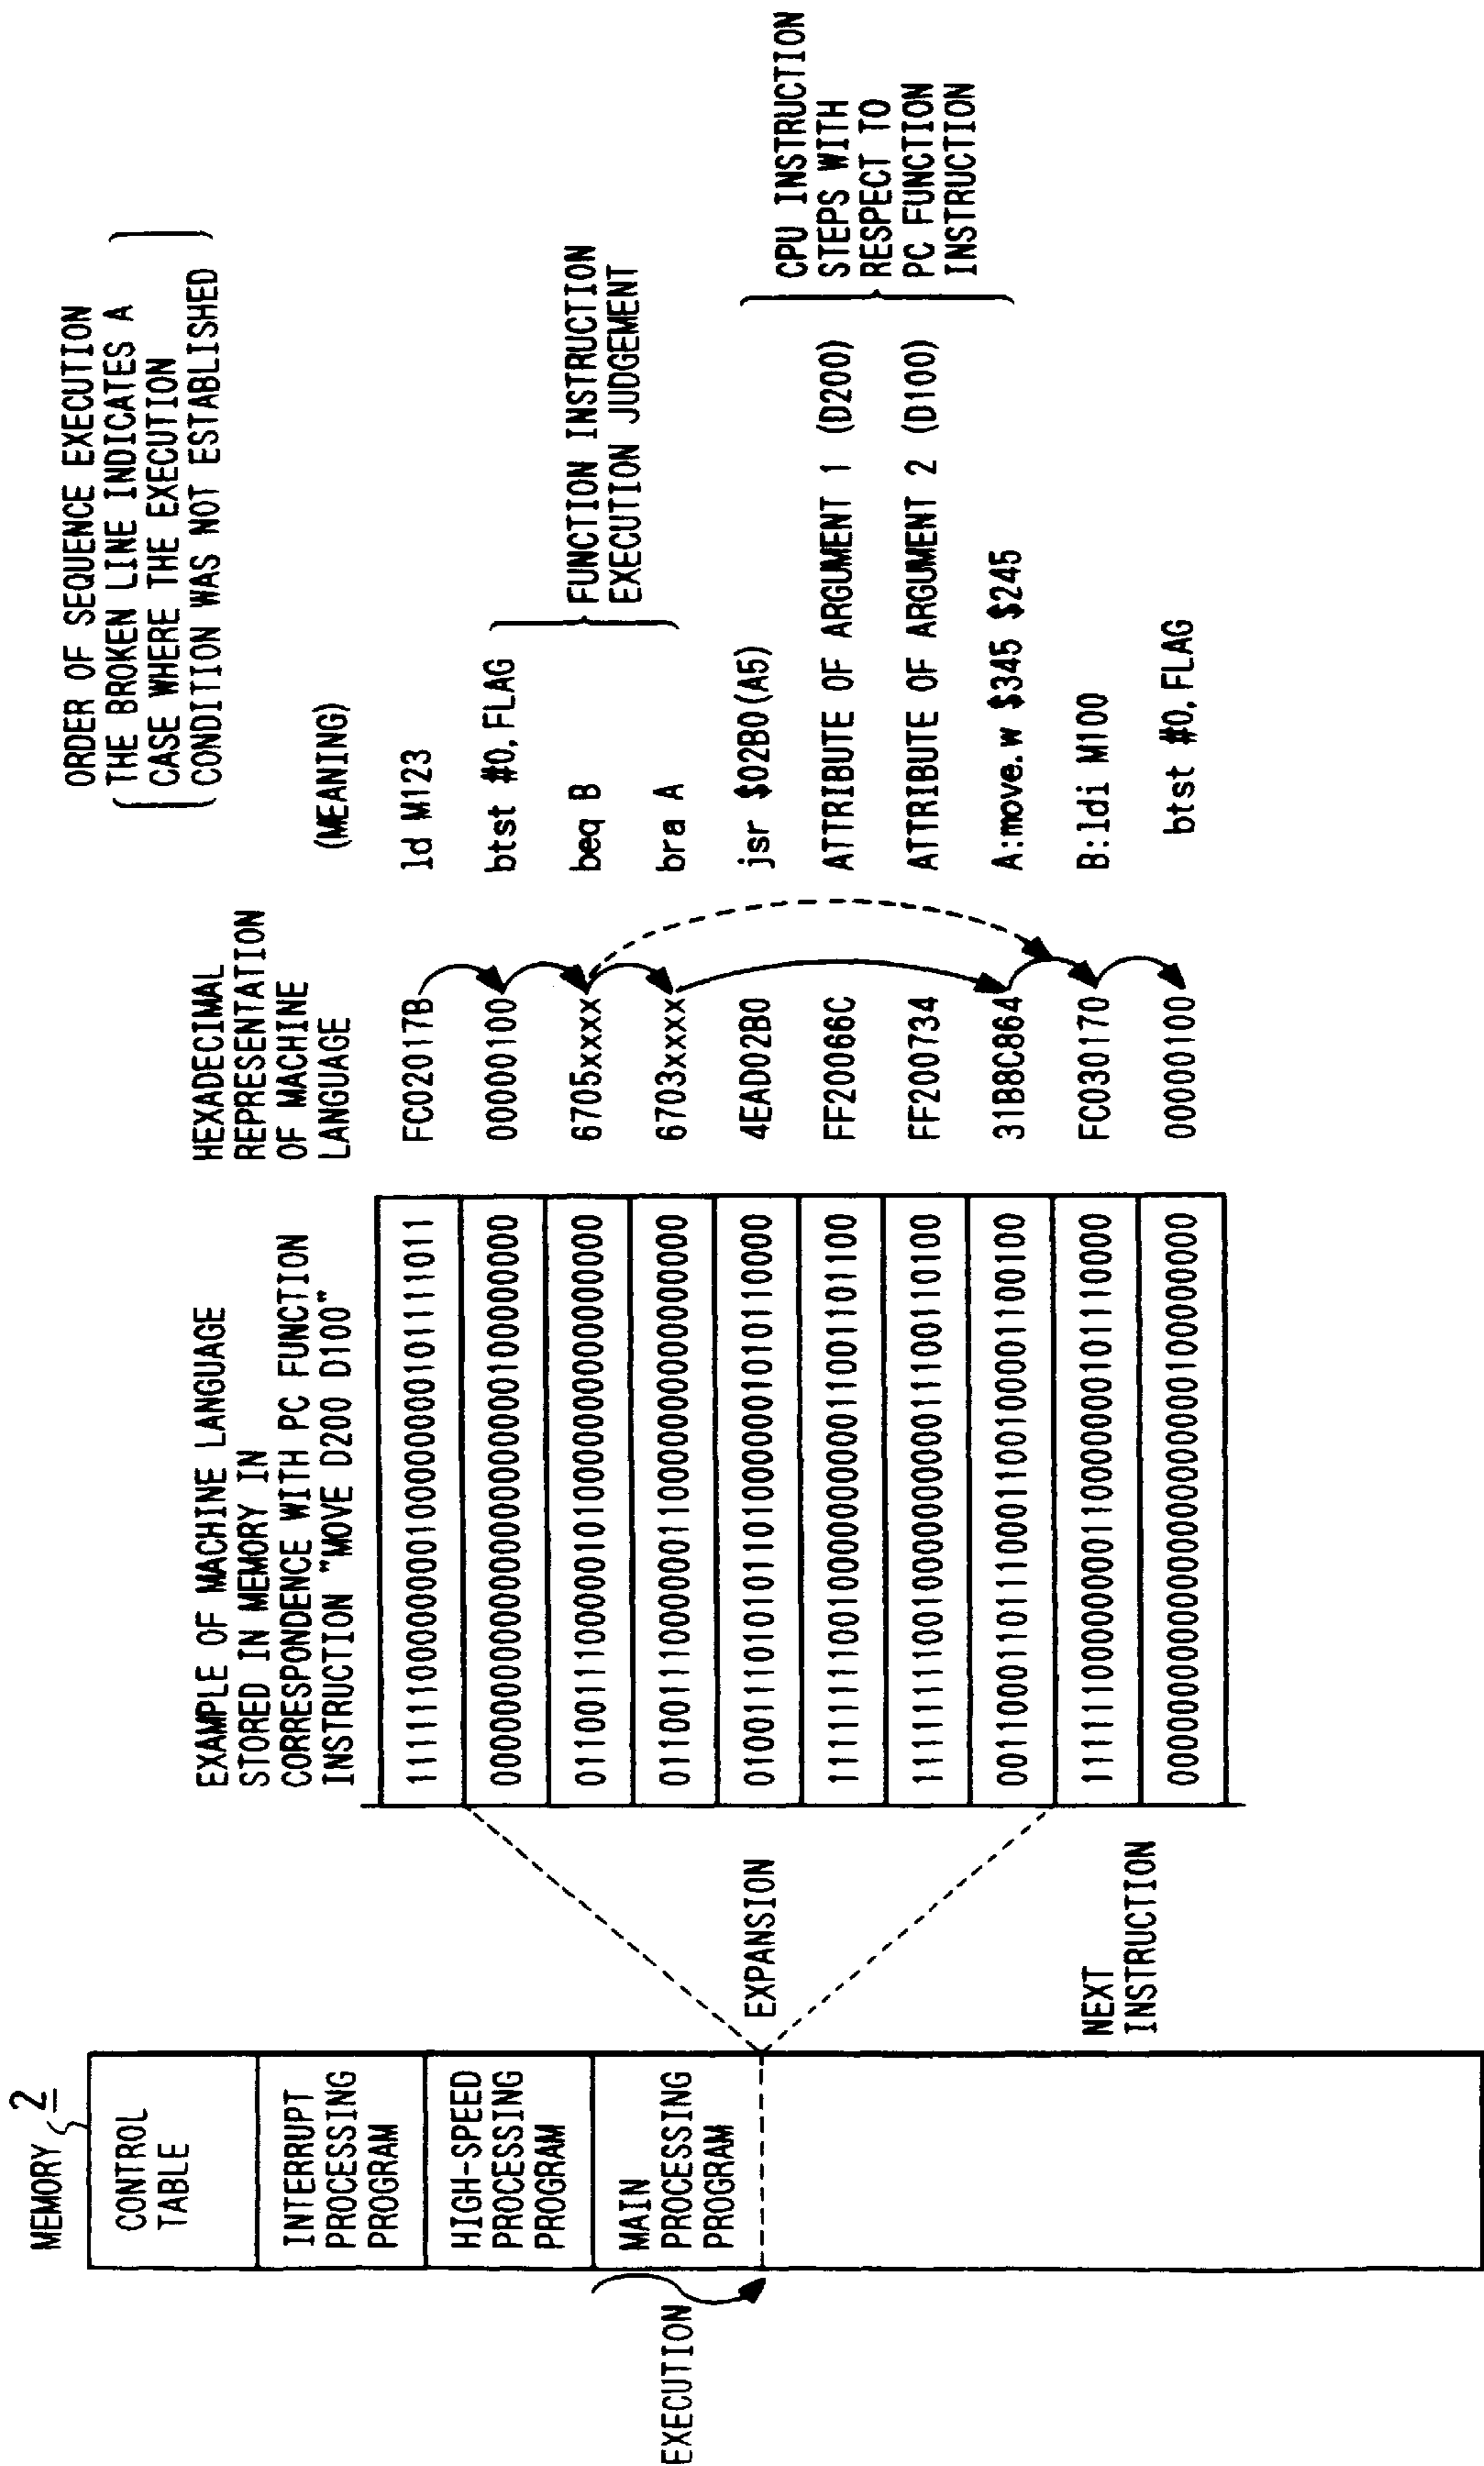 MEMORY 2
CONTROL
TABLE
INTERRUPT
PROCESSING
PROGRAM
HIGH-SPEED
PROCESSING
PROGRAM
MAIN
PROCESSING
PROGRAM
EXECUTION
EXPANSION
NEXT
INSTRUCTION
EXAMPLE OF MACHINE LANGUAGE
STORED IN MEMORY IN
CORRESPONDENCE WITH PC FUNCTION
INSTRUCTION "MOVE D200 D100"
11111100000000100000000101111011
00000000000000000000000100000000
01100111000001010000000000000000
01100111000000110000000000000000
01001110101011010000001010110000
11111111001000000000011001101100
11111111001000000000011100110100
00110001101110001100100001100100
11111100000000110000000101110000
00000000000000000000000100000000
HEXADECIMAL
REPRESENTATION
OF MACHINE
LANGUAGE
FC02017B
00000100
6705xxxx
6703xxxx
4EAD02B0
FF20066C
FF200734
31B8C864
FC030170
00000100
ORDER OF SEQUENCE EXECUTION
THE BROKEN LINE INDICATES A
CASE WHERE THE EXECUTION
CONDITION WAS NOT ESTABLISHED
(MEANING)
ld M123
btst #0,FLAG
beq B
bra A
jsr $02B0(A5)
ATTRIBUTE OF ARGUMENT 1 (D200)
ATTRIBUTE OF ARGUMENT 2 (D100)
A:move.w $345 $245
B:ldi M100
btst #0,FLAG
FUNCTION INSTRUCTION
EXECUTION JUDGEMENT
CPU INSTRUCTION
STEPS WITH
RESPECT TO
PC FUNCTION
INSTRUCTION